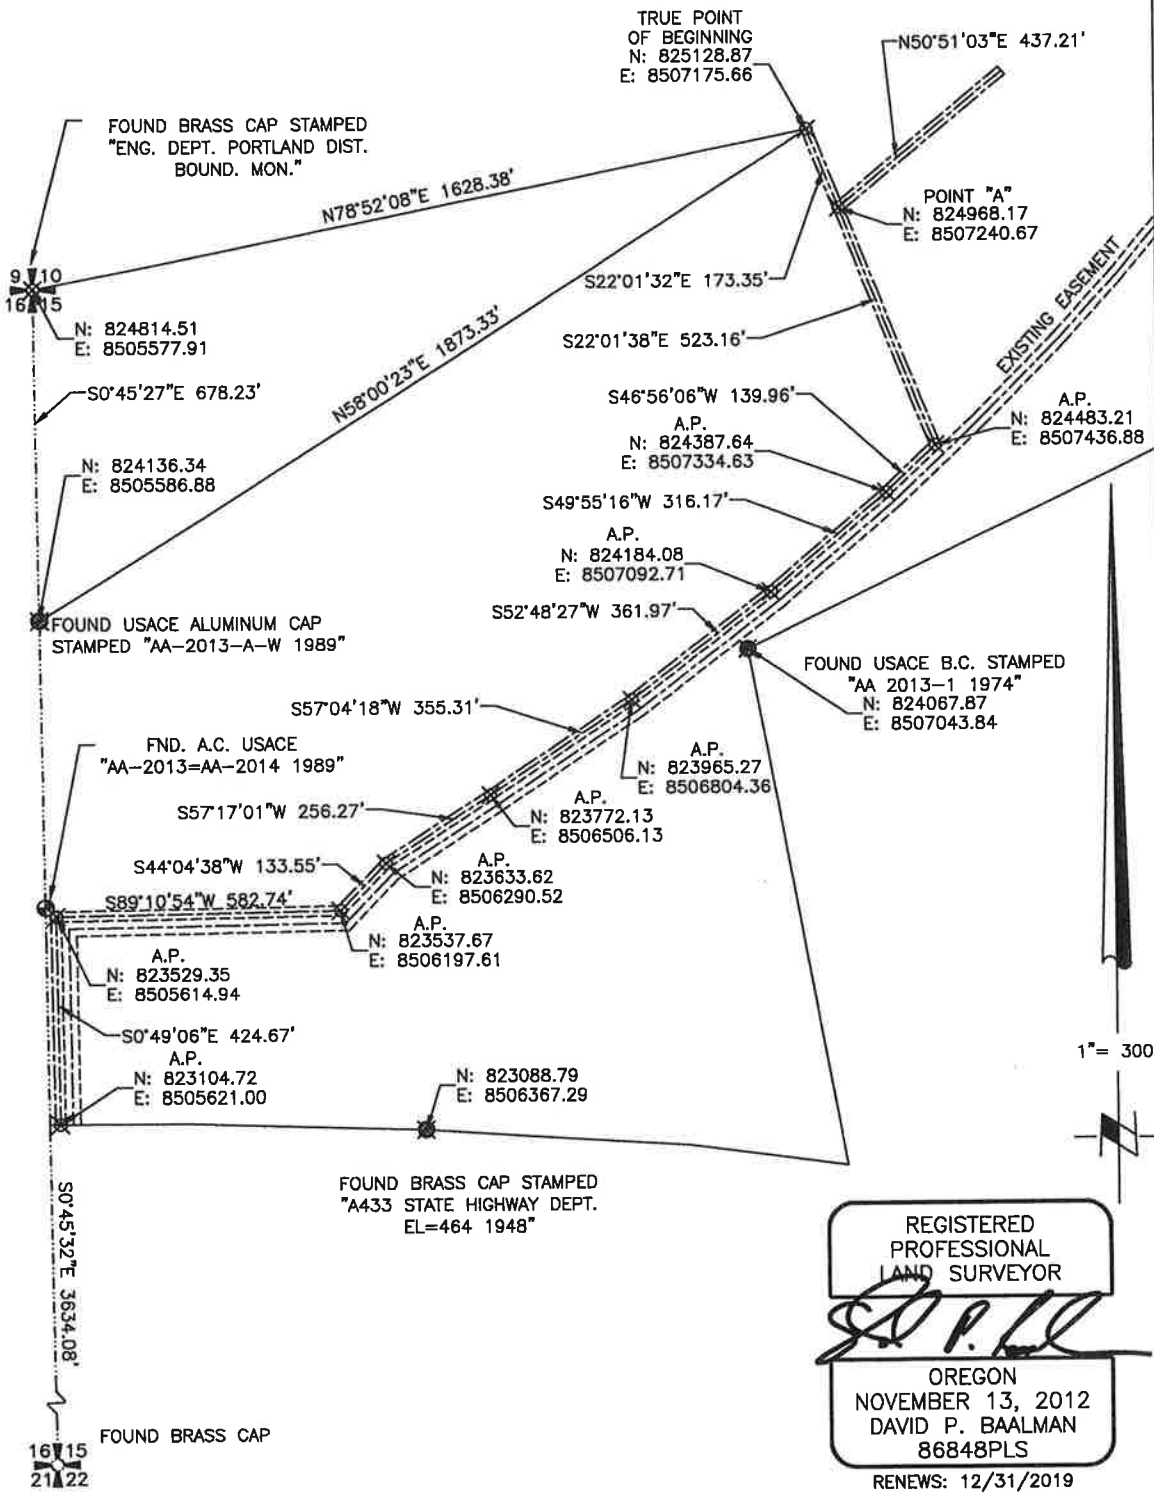 TRUE POINT
OF BEGINNING
N: 825128.87
E: 8507175.66
N50°51'03"E 437.21'
FOUND BRASS CAP STAMPED
"ENG. DEPT. PORTLAND DIST.
BOUND. MON."
N78°52'08"E 1628.38'
POINT "A"
N: 824968.17
E: 8507240.67
9 10
16 15
S22°01'32"E 173.35'
EXISTING EASEMENT
N: 824814.51
E: 8505577.91
N58°00'23"E 1873.33'
S22°01'38"E 523.16'
S0°45'27"E 678.23'
S46°56'06"W 139.96'
A.P.
N: 824483.21
E: 8507436.88
A.P.
N: 824387.64
E: 8507334.63
N: 824136.34
E: 8505586.88
S49°55'16"W 316.17'
A.P.
N: 824184.08
E: 8507092.71
S52°48'27"W 361.97'
FOUND USACE ALUMINUM CAP
STAMPED "AA-2013-A-W 1989"
FOUND USACE B.C. STAMPED
"AA 2013-1 1974"
N: 824067.87
E: 8507043.84
S57°04'18"W 355.31'
FND. A.C. USACE
"AA-2013=AA-2014 1989"
A.P.
N: 823965.27
E: 8506804.36
S57°17'01"W 256.27'
A.P.
N: 823772.13
E: 8506506.13
S44°04'38"W 133.55'
A.P.
N: 823633.62
E: 8506290.52
S89°10'54"W 582.74'
A.P.
N: 823537.67
E: 8506197.61
A.P.
N: 823529.35
E: 8505614.94
S0°49'06"E 424.67'
1"= 300
A.P.
N: 823104.72
E: 8505621.00
N: 823088.79
E: 8506367.29
FOUND BRASS CAP STAMPED
"A433 STATE HIGHWAY DEPT.
EL=464 1948"
S0°45'32"E 3634.08'
REGISTERED
PROFESSIONAL
LAND SURVEYOR
OREGON
NOVEMBER 13, 2012
DAVID P. BAALMAN
86848PLS
RENEWS: 12/31/2019
FOUND BRASS CAP
16 15
21 22